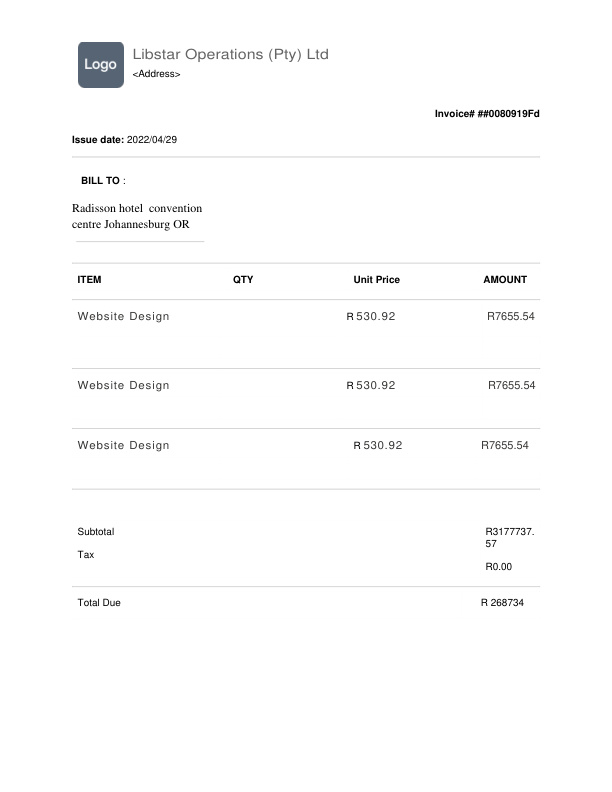 Logo
Libstar Operations (Pty) Ltd
<Address>
Invoice# ##0080919Fd
Issue date: 2022/04/29
BILL TO :
Radisson hotel  convention
centre Johannesburg OR
ITEM QTY Unit Price AMOUNT
Website Design R 530.92 R7655.54
Website Design R 530.92 R7655.54
Website Design R 530.92 R7655.54
Subtotal R3177737.
57
Tax
R0.00
Total Due R 268734